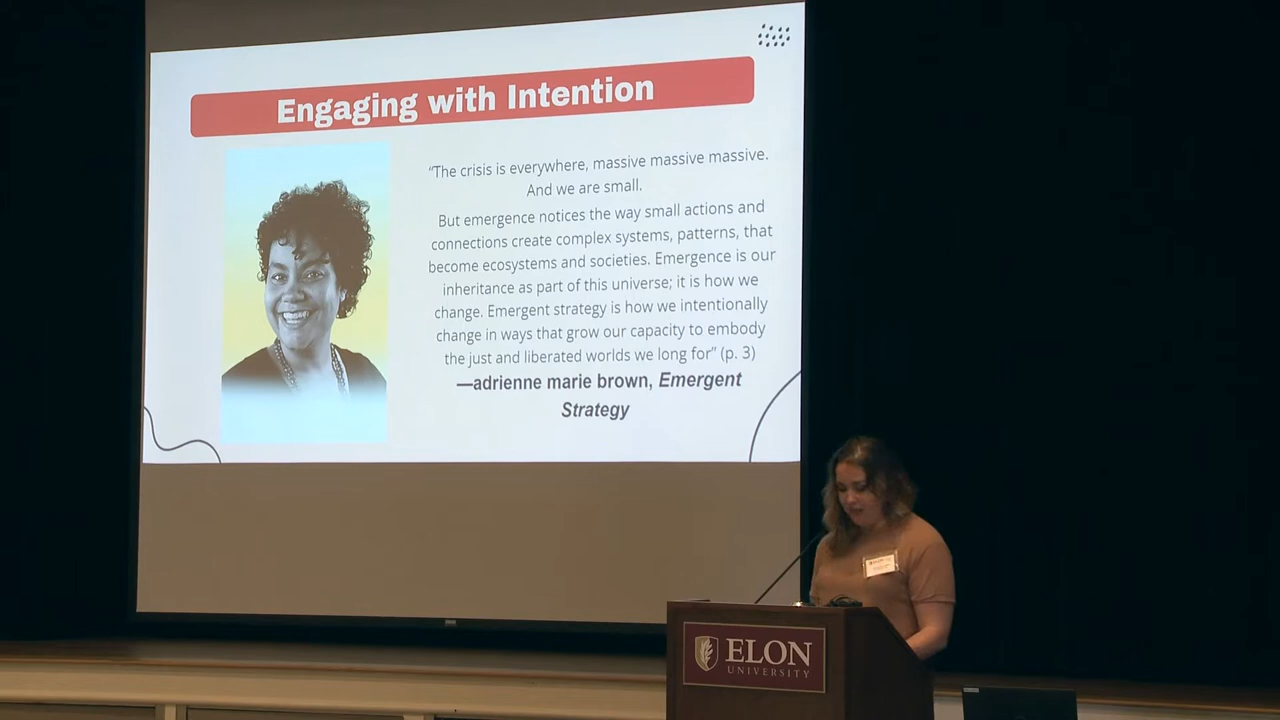 Engaging with Intention
“The crisis is everywhere, massive massive massive.
And we are small.
But emergence notices the way small actions and
connections create complex systems, patterns, that
become ecosystems and societies. Emergence is our
inheritance as part of this universe; it is how we
change. Emergent strategy is how we intentionally
change in ways that grow our capacity to embody
the just and liberated worlds we long for” (p. 3)
—adrienne marie brown, Emergent
Strategy
ELON
UNIVERSITY